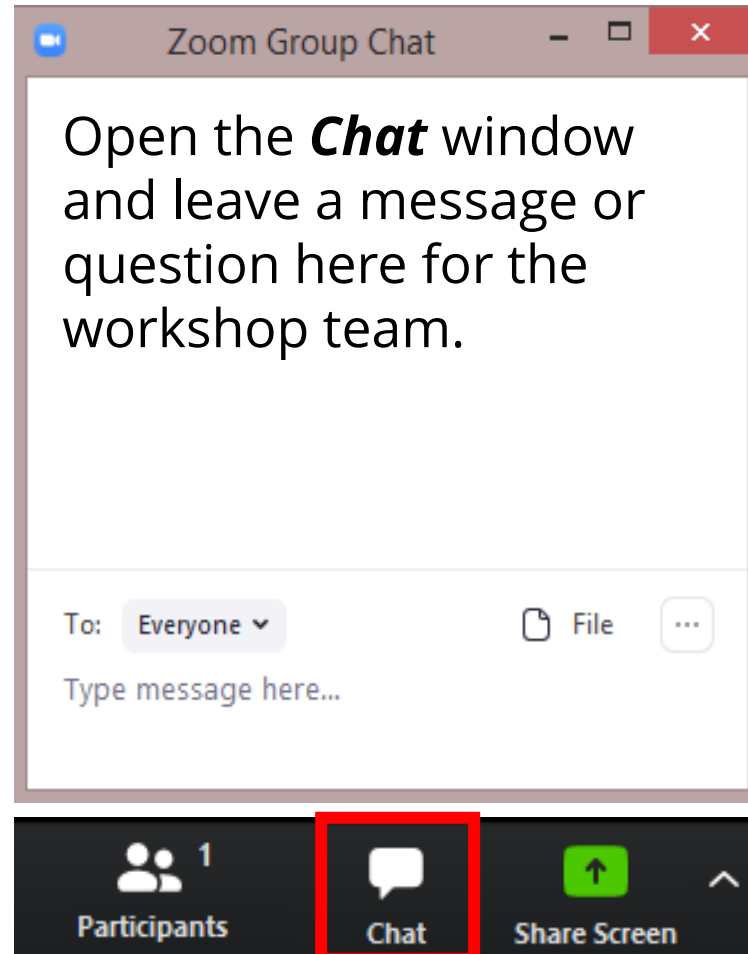 Zoom Group Chat
Open the Chat window
and leave a message or
question here for the
workshop team.
To: Everyone File
Type message here...
1
Participants Chat Share Screen